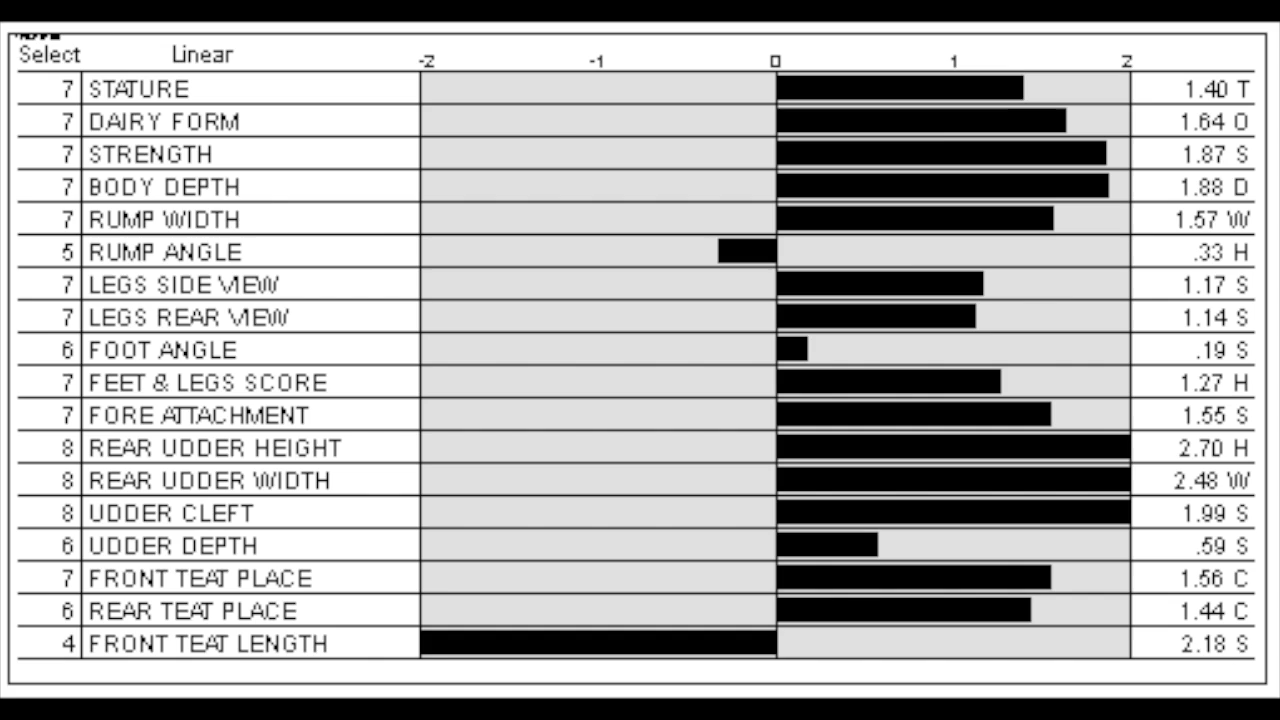 Select Linear -2 -1 0 1 2
7 STATURE 1.40 T
7 DAIRY FORM 1.64 O
7 STRENGTH 1.87 S
7 BODY DEPTH 1.88 D
7 RUMP WIDTH 1.57 W
5 RUMP ANGLE .33 H
7 LEGS SIDE VIEW 1.17 S
7 LEGS REAR VIEW 1.14 S
6 FOOT ANGLE .19 S
7 FEET & LEGS SCORE 1.27 H
7 FORE ATTACHMENT 1.55 S
8 REAR UDDER HEIGHT 2.70 H
8 REAR UDDER WIDTH 2.48 W
8 UDDER CLEFT 1.99 S
6 UDDER DEPTH .59 S
7 FRONT TEAT PLACE 1.56 C
6 REAR TEAT PLACE 1.44 C
4 FRONT TEAT LENGTH 2.18 S